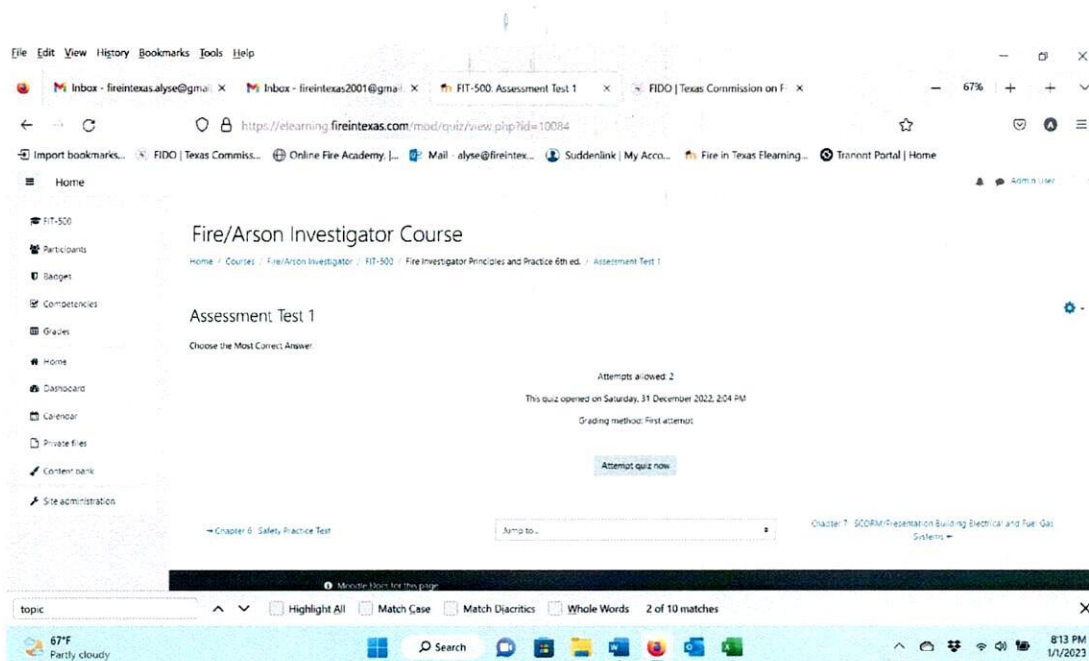 File Edit View History Bookmarks Tools Help
Inbox - fireintexas.alyse@gmai × Inbox - fireintexas2001@gmai × FIT-500: Assessment Test 1 × FIDO | Texas Commission on F × 67%
https://elearning.fireintexas.com/mod/quiz/view.php?id=10084
Import bookmarks... FIDO | Texas Commiss... Online Fire Academy. |... Mail - alyse@fireintex... Suddenlink | My Acco... Fire in Texas Elearning... Tranont Portal | Home
Home Admin User
FIT-500
Participants
Badges
Competencies
Grades
Home
Dashboard
Calendar
Private files
Content bank
Site administration
Fire/Arson Investigator Course
Home / Courses / Fire/Arson Investigator / FIT-500 / Fire Investigator Principles and Practice 6th ed. / Assessment Test 1
Assessment Test 1
Choose the Most Correct Answer.
Attempts allowed: 2
This quiz opened on Saturday, 31 December 2022, 2:04 PM
Grading method: First attempt
Attempt quiz now
Chapter 6 Safety Practice Test
Jump to...
Chapter 7 SCORM/Presentation Building Electrical and Fuel Gas
Systems
Moodle Docs for this page
topic Highlight All Match Case Match Diacritics Whole Words 2 of 10 matches
67°F
Partly cloudy
Search
8:13 PM
1/1/2023